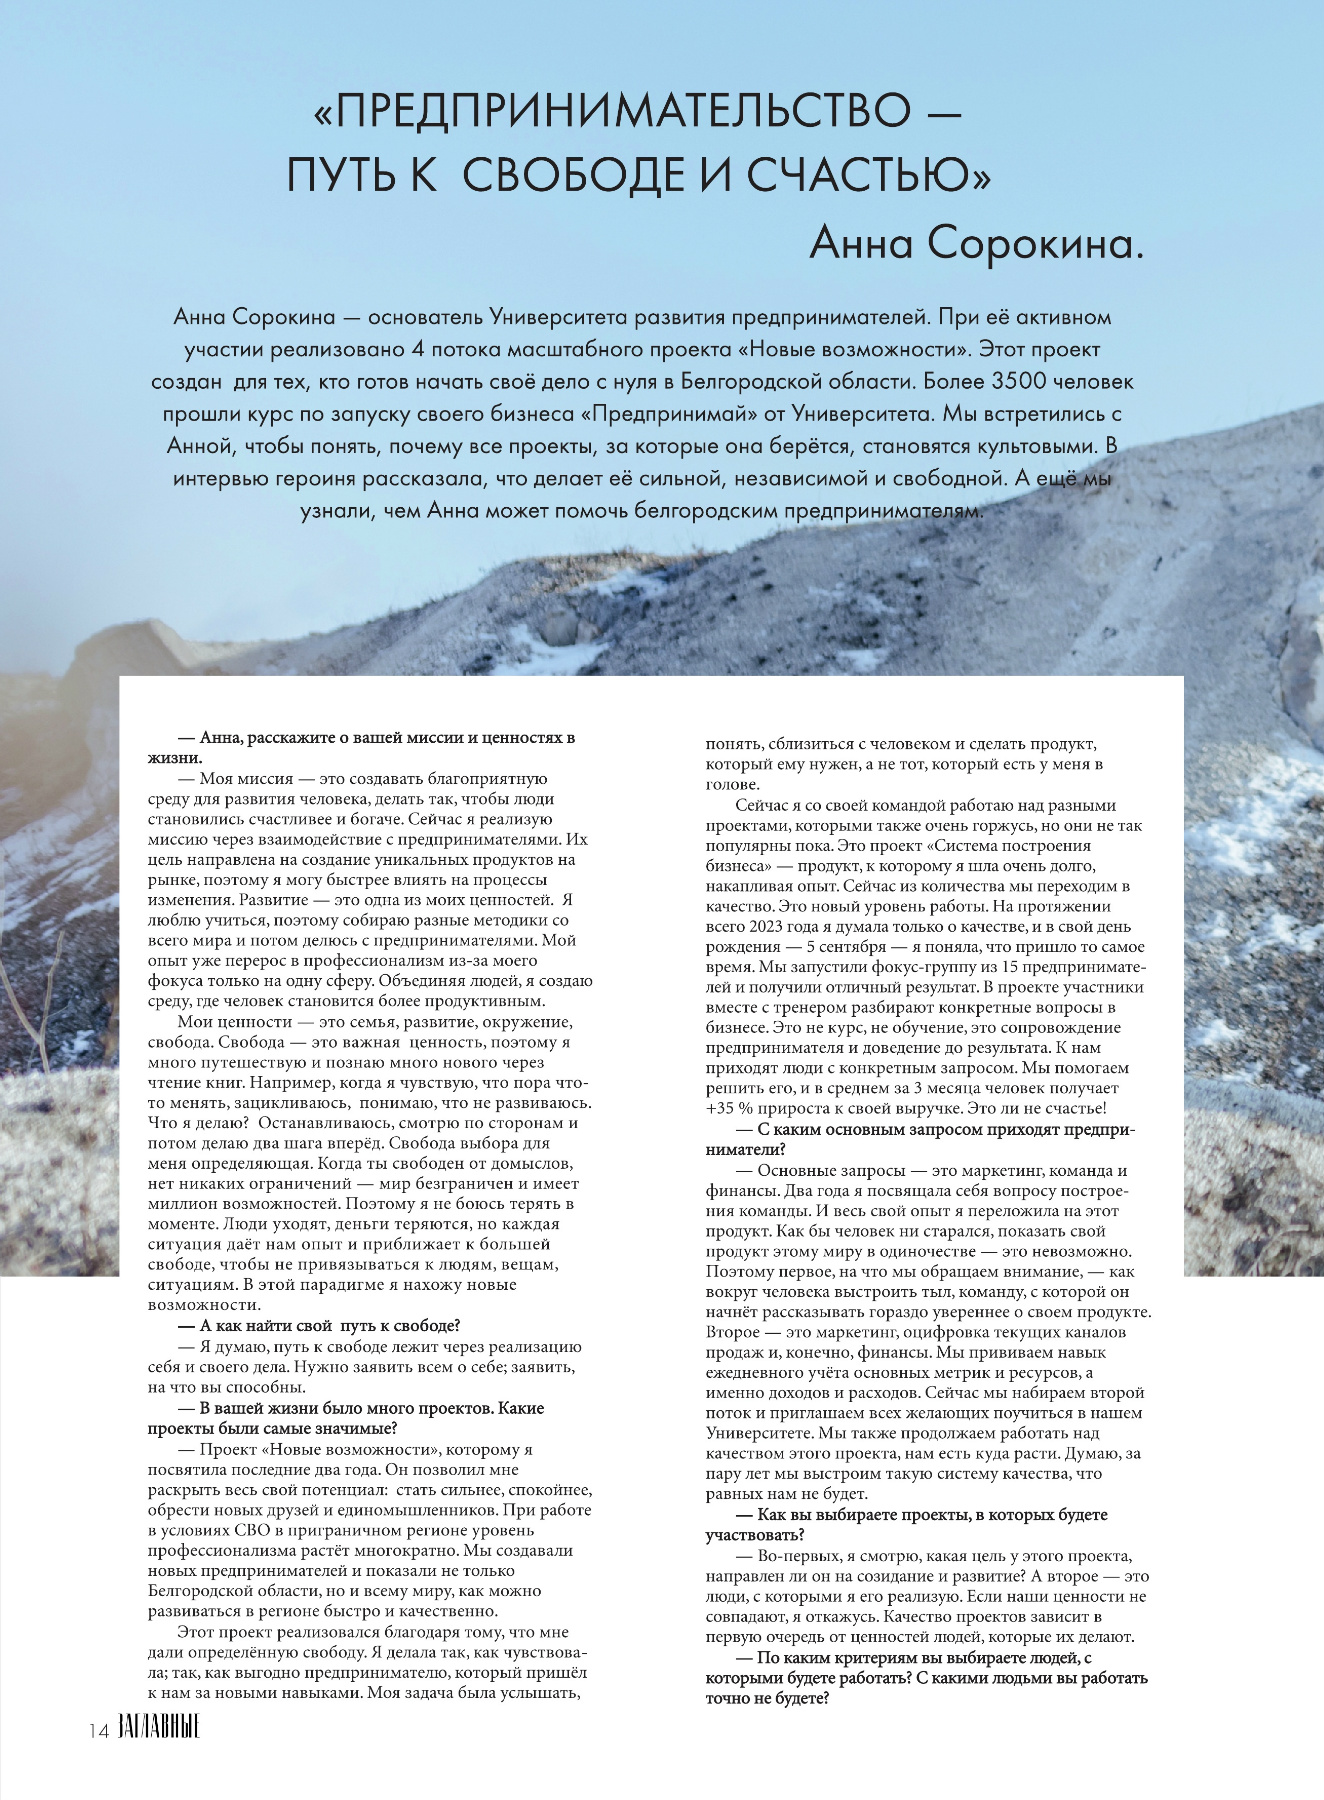 «ПРЕДПРИНИМАТЕЛЬСТВО —
ПУТЬ К СВОБОДЕ И СЧАСТЬЮ»
Анна Сорокина.
Анна Сорокина — основатель Университета развития предпринимателей. При её активном
участии реализовано 4 потока масштабного проекта «Новые возможности». Этот проект
создан для тех, кто готов начать своё дело с нуля в Белгородской области. Более 3500 человек
прошли курс по запуску своего бизнеса «Предпринимай» от Университета. Мы встретились с
Анной, чтобы понять, почему все проекты, за которые она берётся, становятся культовыми. В
интервью героиня рассказала, что делает её сильной, независимой и свободной. А ещё мы
узнали, чем Анна может помочь белгородским предпринимателям.
— Анна, расскажите о вашей миссии и ценностях в
жизни.
— Моя миссия — это создавать благоприятную
среду для развития человека, делать так, чтобы люди
становились счастливее и богаче. Сейчас я реализую
миссию через взаимодействие с предпринимателями. Их
цель направлена на создание уникальных продуктов на
рынке, поэтому я могу быстрее влиять на процессы
изменения. Развитие — это одна из моих ценностей. Я
люблю учиться, поэтому собираю разные методики со
всего мира и потом делюсь с предпринимателями. Мой
опыт уже перерос в профессионализм из-за моего
фокуса только на одну сферу. Объединяя людей, я создаю
среду, где человек становится более продуктивным.
Мои ценности — это семья, развитие, окружение,
свобода. Свобода — это важная ценность, поэтому я
много путешествую и познаю много нового через
чтение книг. Например, когда я чувствую, что пора что-
то менять, зацикливаюсь, понимаю, что не развиваюсь.
Что я делаю? Останавливаюсь, смотрю по сторонам и
потом делаю два шага вперёд. Свобода выбора для
меня определяющая. Когда ты свободен от домыслов,
нет никаких ограничений — мир безграничен и имеет
миллион возможностей. Поэтому я не боюсь терять в
моменте. Люди уходят, деньги теряются, но каждая
ситуация даёт нам опыт и приближает к большей
свободе, чтобы не привязываться к людям, вещам,
ситуациям. В этой парадигме я нахожу новые
возможности.
— А как найти свой путь к свободе?
— Я думаю, путь к свободе лежит через реализацию
себя и своего дела. Нужно заявить всем о себе; заявить,
на что вы способны.
— В вашей жизни было много проектов. Какие
проекты были самые значимые?
— Проект «Новые возможности», которому я
посвятила последние два года. Он позволил мне
раскрыть весь свой потенциал: стать сильнее, спокойнее,
обрести новых друзей и единомышленников. При работе
в условиях СВО в приграничном регионе уровень
профессионализма растёт многократно. Мы создавали
новых предпринимателей и показали не только
Белгородской области, но и всему миру, как можно
развиваться в регионе быстро и качественно.
Этот проект реализовался благодаря тому, что мне
дали определённую свободу. Я делала так, как чувствова-
ла; так, как выгодно предпринимателю, который пришёл
к нам за новыми навыками. Моя задача была услышать,
понять, сблизиться с человеком и сделать продукт,
который ему нужен, а не тот, который есть у меня в
голове.
Сейчас я со своей командой работаю над разными
проектами, которыми также очень горжусь, но они не так
популярны пока. Это проект «Система построения
бизнеса» — продукт, к которому я шла очень долго,
накапливая опыт. Сейчас из количества мы переходим в
качество. Это новый уровень работы. На протяжении
всего 2023 года я думала только о качестве, и в свой день
рождения — 5 сентября — я поняла, что пришло то самое
время. Мы запустили фокус-группу из 15 предпринимате-
лей и получили отличный результат. В проекте участники
вместе с тренером разбирают конкретные вопросы в
бизнесе. Это не курс, не обучение, это сопровождение
предпринимателя и доведение до результата. К нам
приходят люди с конкретным запросом. Мы помогаем
решить его, и в среднем за 3 месяца человек получает
+35 % прироста к своей выручке. Это ли не счастье!
— С каким основным запросом приходят предпри-
ниматели?
— Основные запросы — это маркетинг, команда и
финансы. Два года я посвящала себя вопросу построе-
ния команды. И весь свой опыт я переложила на этот
продукт. Как бы человек ни старался, показать свой
продукт этому миру в одиночестве — это невозможно.
Поэтому первое, на что мы обращаем внимание, — как
вокруг человека выстроить тыл, команду, с которой он
начнёт рассказывать гораздо увереннее о своем продукте.
Второе — это маркетинг, оцифровка текущих каналов
продаж и, конечно, финансы. Мы прививаем навык
ежедневного учёта основных метрик и ресурсов, а
именно доходов и расходов. Сейчас мы набираем второй
поток и приглашаем всех желающих поучиться в нашем
Университете. Мы также продолжаем работать над
качеством этого проекта, нам есть куда расти. Думаю, за
пару лет мы выстроим такую систему качества, что
равных нам не будет.
— Как вы выбираете проекты, в которых будете
участвовать?
— Во-первых, я смотрю, какая цель у этого проекта,
направлен ли он на созидание и развитие? А второе — это
люди, с которыми я его реализую. Если наши ценности не
совпадают, я откажусь. Качество проектов зависит в
первую очередь от ценностей людей, которые их делают.
— По каким критериям вы выбираете людей, с
которыми будете работать? С какими людьми вы работать
точно не будете?
14 ЗАГЛАВНЫЕ